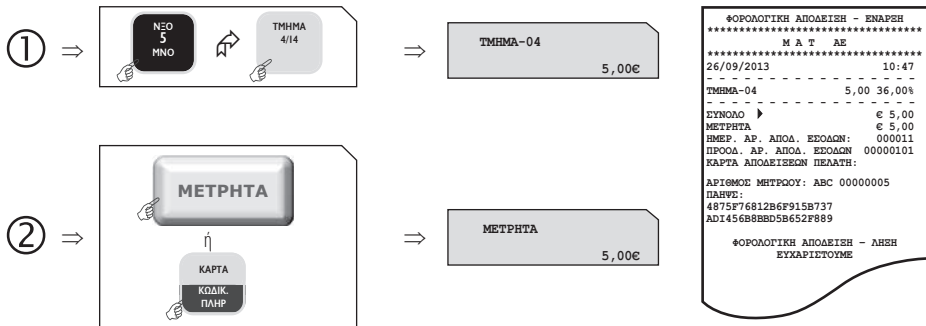 1
ΝΞΟ
5
ΜΝΟ
ΤΜΗΜΑ
4/14
ΤΜΗΜΑ-04
5,00€
2
ΜΕΤΡΗΤΑ
ή
ΚΑΡΤΑ
ΚΩΔΙΚ.
ΠΛΗΡ
ΜΕΤΡΗΤΑ
5,00€
ΦΟΡΟΛΟΓΙΚΗ ΑΠΟΔΕΙΞΗ - ΕΝΑΡΞΗ
**********************************
Μ Α Τ ΑΕ
**********************************
26/09/2013 10:47
- - - - - - - - - - - - - - - - -
ΤΜΗΜΑ-04 5,00 36,00%
- - - - - - - - - - - - - - - - -
ΣΥΝΟΛΟ € 5,00
ΜΕΤΡΗΤΑ € 5,00
ΗΜΕΡ. ΑΡ. ΑΠΟΔ. ΕΣΟΔΩΝ: 000011
ΠΡΟΟΔ. ΑΡ. ΑΠΟΔ. ΕΣΟΔΩΝ 00000101
ΚΑΡΤΑ ΑΠΟΔΕΙΞΕΩΝ ΠΕΛΑΤΗ:
ΑΡΙΘΜΟΣ ΜΗΤΡΩΟΥ: ABC 00000005
ΠΑΗΨΣ:
4875F76812B6F915B737
ADI456B8BBD5B652F889
ΦΟΡΟΛΟΓΙΚΗ ΑΠΟΔΕΙΞΗ - ΛΗΞΗ
ΕΥΧΑΡΙΣΤΟΥΜΕ